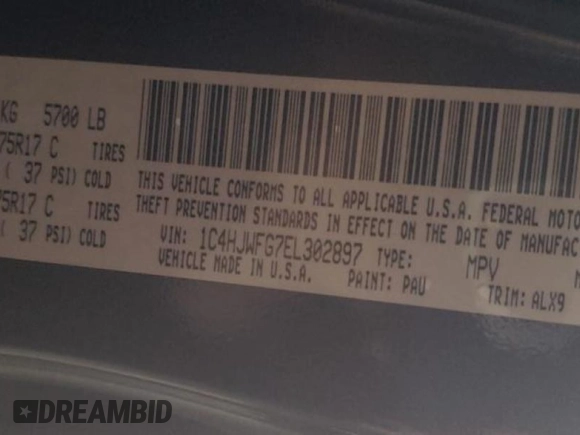 KG 5700 LB
75R17 C TIRES
( 37 PSI) COLD
75R17 C TIRES
( 37 PSI) COLD
THIS VEHICLE CONFORMS TO ALL APPLICABLE U.S.A. FEDERAL MOTO
THEFT PREVENTION STANDARDS IN EFFECT ON THE DATE OF MANUFAC
VIN: 1C4HJWFG7EL302897 TYPE: MPV
VEHICLE MADE IN U.S.A. PAINT: PAU TRIM: ALX9
DREAMBID